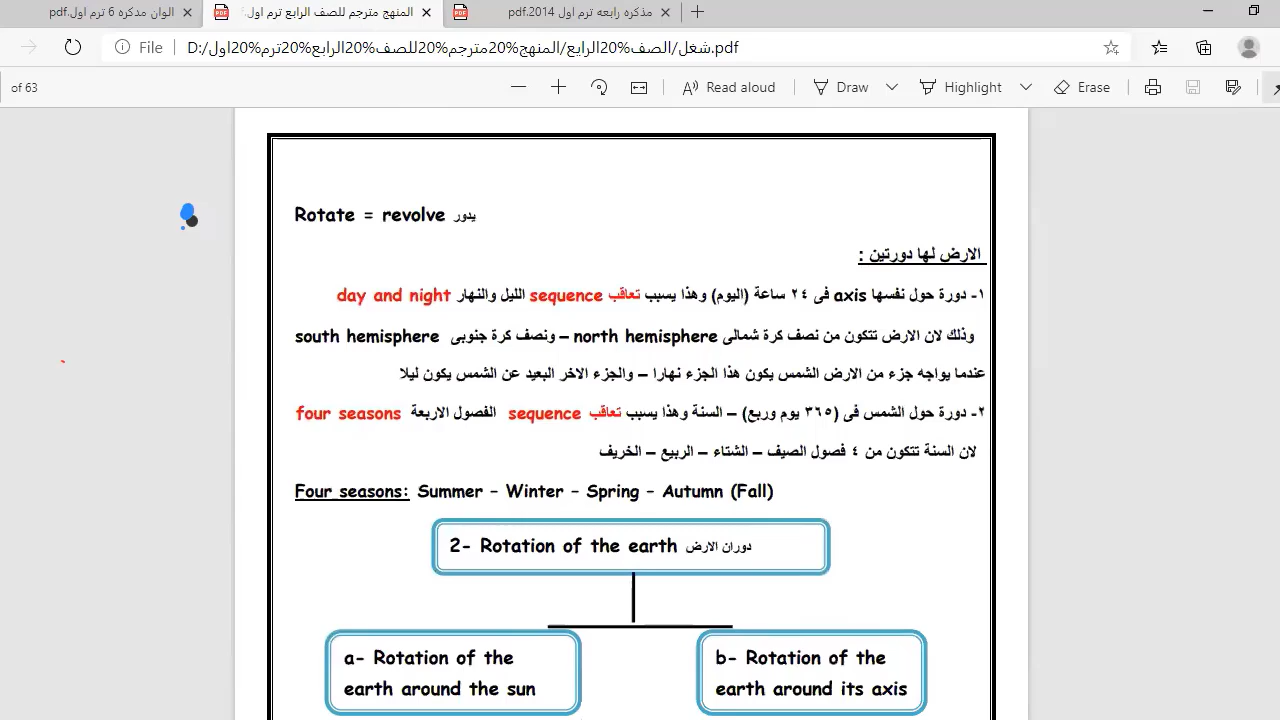 الوان مدكره 6 ترم اول.pdf
المنهج مترجم للصف الرابع ترم اول.
مذكره رابعه ترم اول 2014.pdf
File D:/شغل/الصف%20الرابع/المنهج%20مترجم%20للصف%20الرابع%20ترم%20اول.pdf
of 63
Read aloud
Draw
Highlight
Erase
Rotate = revolve يدور
الارض لها دورتين :
١- دورة حول نفسها axis فى ٢٤ ساعة (اليوم) وهذا يسبب تعاقب sequence الليل والنهار day and night
وذلك لان الارض تتكون من نصف كرة شمالى north hemisphere – ونصف كرة جنوبى south hemisphere
عندما يواجه جزء من الارض الشمس يكون هذا الجزء نهارا – والجزء الاخر البعيد عن الشمس يكون ليلا
٢- دورة حول الشمس فى (٣٦٥ يوم وربع) – السنة وهذا يسبب تعاقب sequence الفصول الاربعة four seasons
لان السنة تتكون من ٤ فصول الصيف – الشتاء – الربيع – الخريف
Four seasons: Summer – Winter – Spring – Autumn (Fall)
2- Rotation of the earth دوران الارض
a- Rotation of the
earth around the sun
b- Rotation of the
earth around its axis